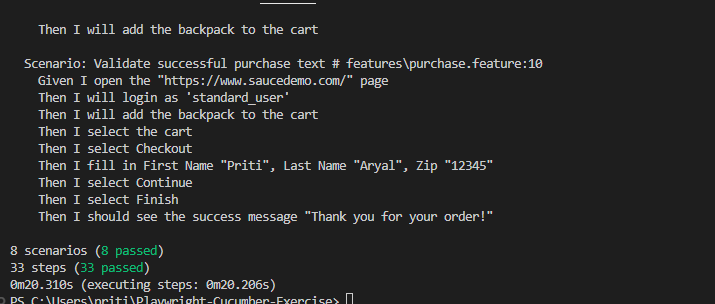 Then I will add the backpack to the cart
Scenario: Validate successful purchase text # features\purchase.feature:10
Given I open the "https://www.saucedemo.com/" page
Then I will login as 'standard_user'
Then I will add the backpack to the cart
Then I select the cart
Then I select Checkout
Then I fill in First Name "Priti", Last Name "Aryal", Zip "12345"
Then I select Continue
Then I select Finish
Then I should see the success message "Thank you for your order!"
8 scenarios (8 passed)
33 steps (33 passed)
0m20.310s (executing steps: 0m20.206s)
PS C:\Users\priti\Playwright-Cucumber-Exercise>